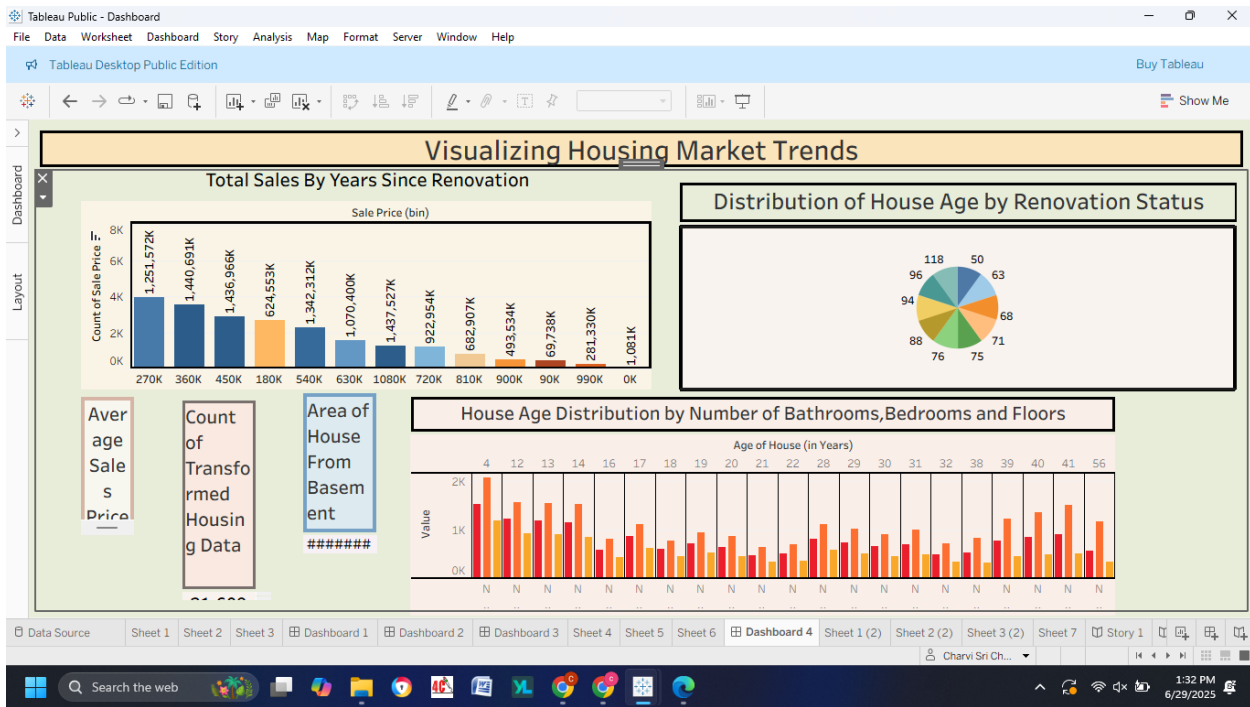 Tableau Public - Dashboard
File Data Worksheet Dashboard Story Analysis Map Format Server Window Help
Tableau Desktop Public Edition
Buy Tableau
Show Me
Dashboard
Layout
Visualizing Housing Market Trends
Total Sales By Years Since Renovation
Sale Price (bin)
Count of Sale Price
8K
6K
4K
2K
0K
1,251,572K
1,440,691K
1,436,966K
624,553K
1,342,312K
1,070,400K
1,437,527K
922,954K
682,907K
493,534K
69,738K
281,330K
1,081K
270K 360K 450K 180K 540K 630K 1080K 720K 810K 900K 90K 990K 0K
Distribution of House Age by Renovation Status
118 50
96 63
94 68
88 71
76 75
Aver
age
Sale
s
Price
Count
of
Transfo
rmed
Housin
g Data
Area of
House
From
Basem
ent
#######
House Age Distribution by Number of Bathrooms,Bedrooms and Floors
Age of House (in Years)
4 12 13 14 16 17 18 19 20 21 22 28 29 30 31 32 38 39 40 41 56
Value
2K
1K
0K
N N N N N N N N N N N N N N N N N N N N N
.. .. .. .. .. .. .. .. .. .. .. .. .. .. .. .. .. .. .. .. ..
Data Source Sheet 1 Sheet 2 Sheet 3 Dashboard 1 Dashboard 2 Dashboard 3 Sheet 4 Sheet 5 Sheet 6 Dashboard 4 Sheet 1 (2) Sheet 2 (2) Sheet 3 (2) Sheet 7 Story 1
Charvi Sri Ch...
Search the web
1:32 PM
6/29/2025